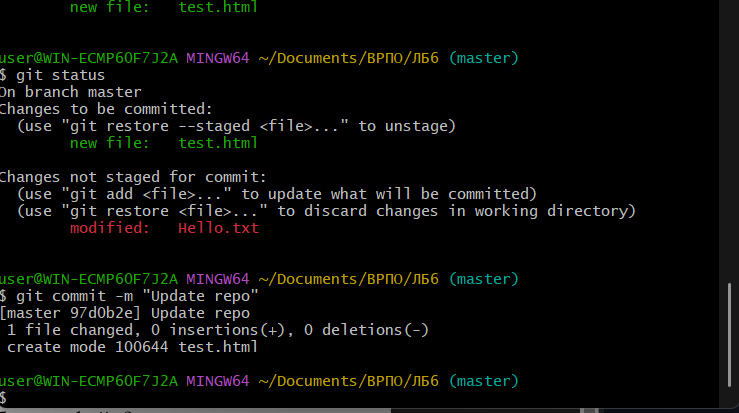 new file:   test.html
user@WIN-ECMP6OF7J2A MINGW64 ~/Documents/ВРПО/ЛБ6 (master)
$ git status
On branch master
Changes to be committed:
  (use "git restore --staged <file>..." to unstage)
        new file:   test.html
Changes not staged for commit:
  (use "git add <file>..." to update what will be committed)
  (use "git restore <file>..." to discard changes in working directory)
        modified:   Hello.txt
user@WIN-ECMP6OF7J2A MINGW64 ~/Documents/ВРПО/ЛБ6 (master)
$ git commit -m "Update repo"
[master 97d0b2e] Update repo
 1 file changed, 0 insertions(+), 0 deletions(-)
 create mode 100644 test.html
user@WIN-ECMP6OF7J2A MINGW64 ~/Documents/ВРПО/ЛБ6 (master)
$